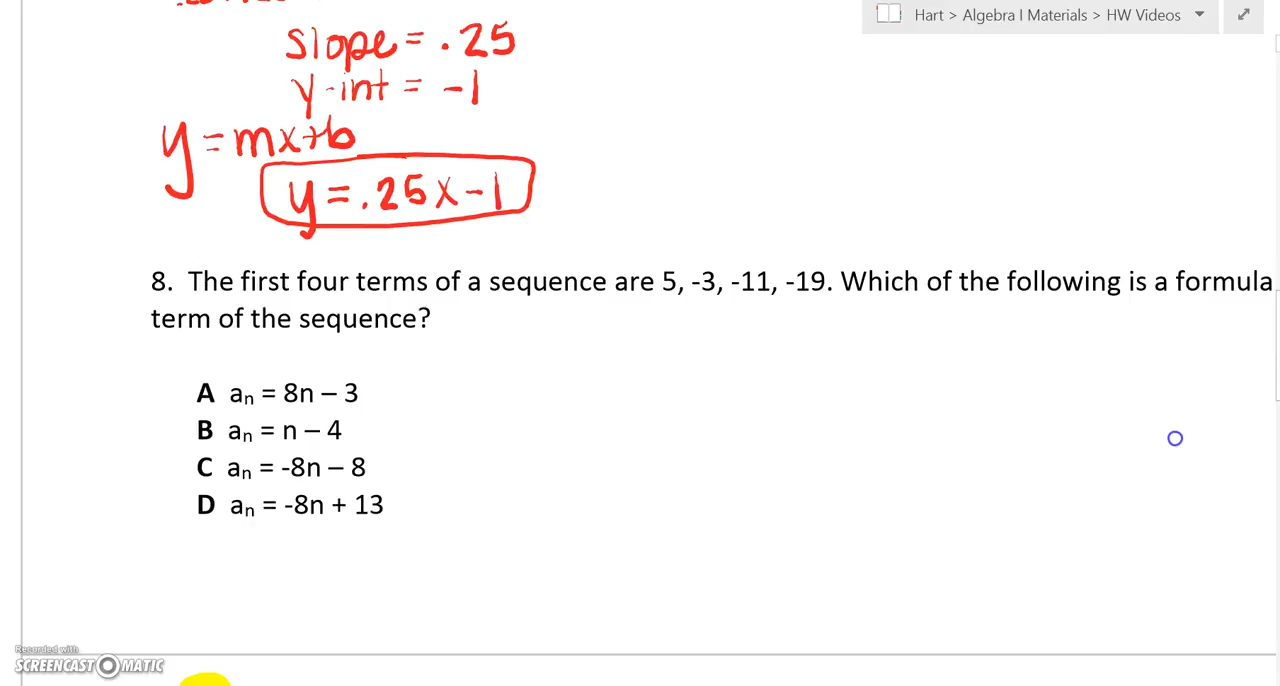 Hart > Algebra I Materials > HW Videos
slope = .25
y-int = -1
y = mx+b
y = .25x - 1
8. The first four terms of a sequence are 5, -3, -11, -19. Which of the following is a formula
term of the sequence?
A an = 8n – 3
B an = n – 4
C an = -8n – 8
D an = -8n + 13
Recorded with
SCREENCAST MATIC